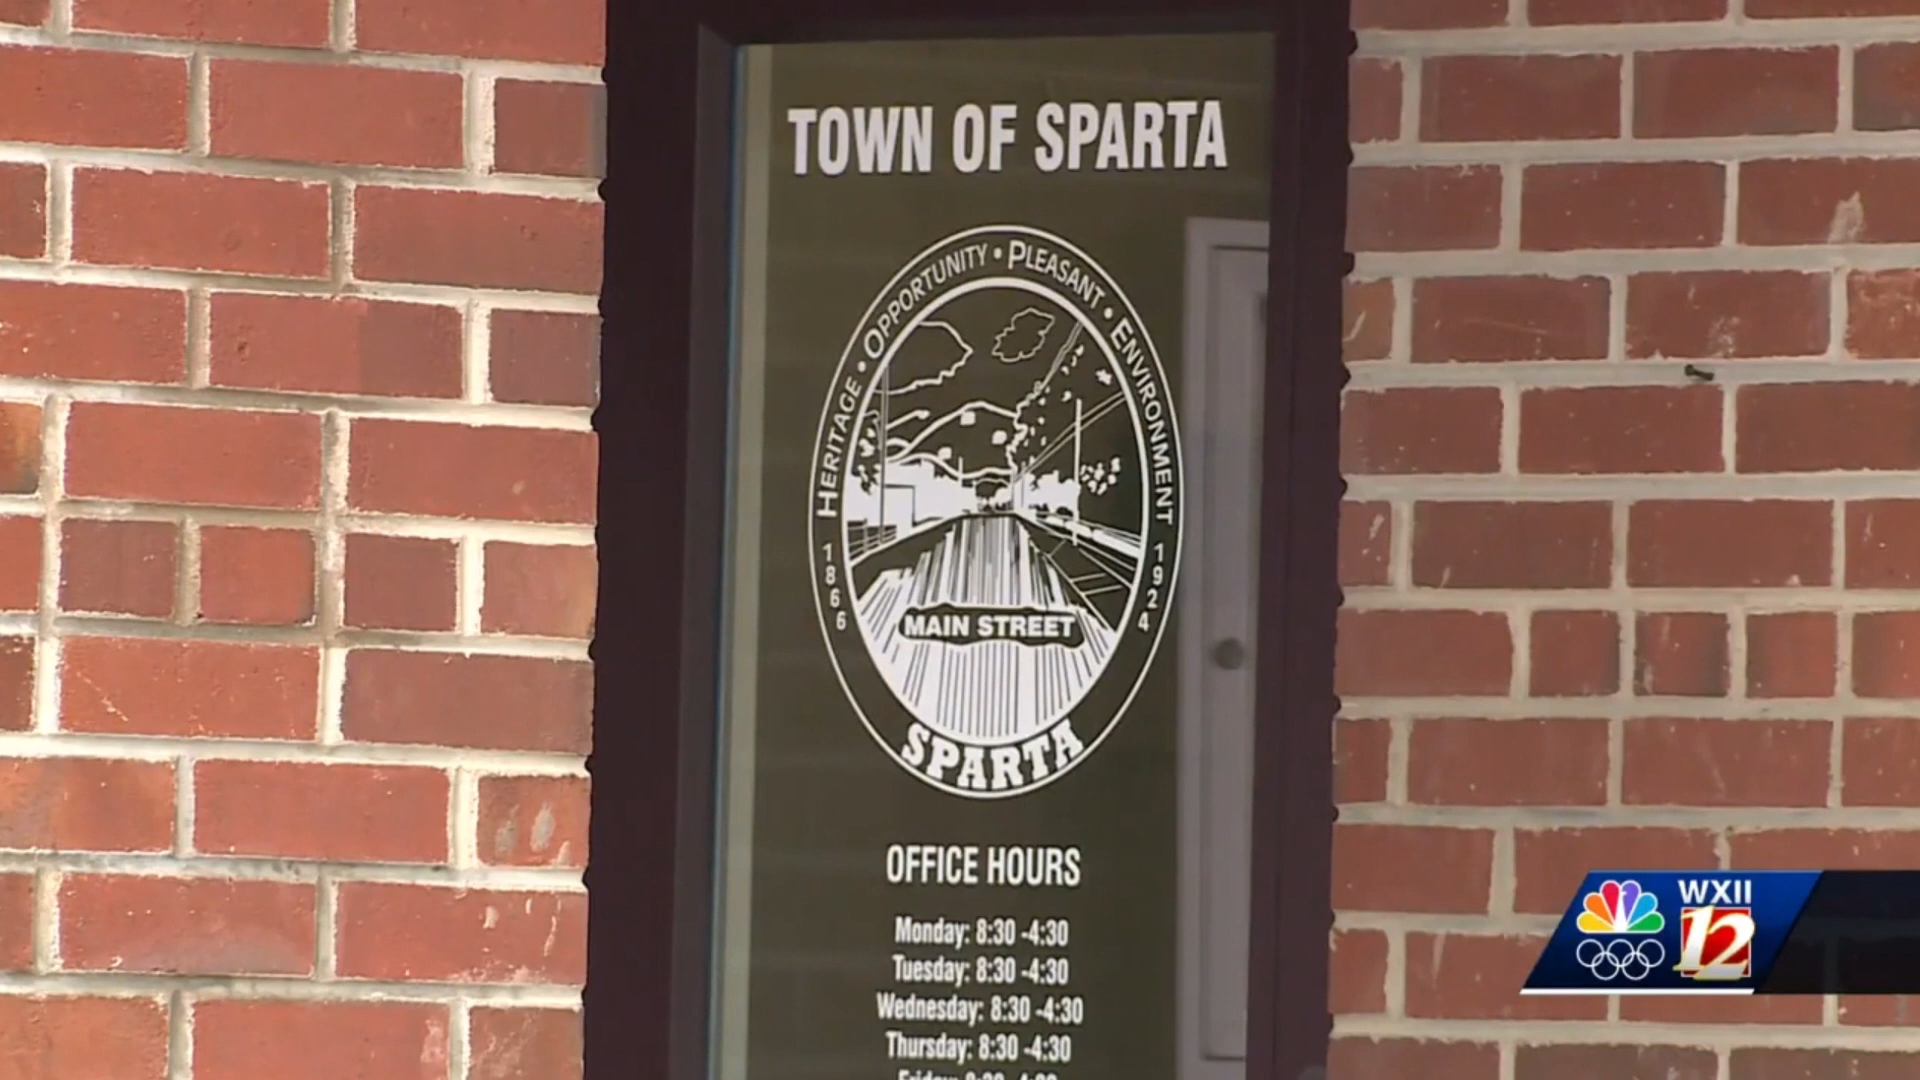 TOWN OF SPARTA
HERITAGE • OPPORTUNITY • PLEASANT • ENVIRONMENT
1866
1924
MAIN STREET
SPARTA
OFFICE HOURS
Monday: 8:30 -4:30
Tuesday: 8:30 -4:30
Wednesday: 8:30 -4:30
Thursday: 8:30 -4:30
WXII
12